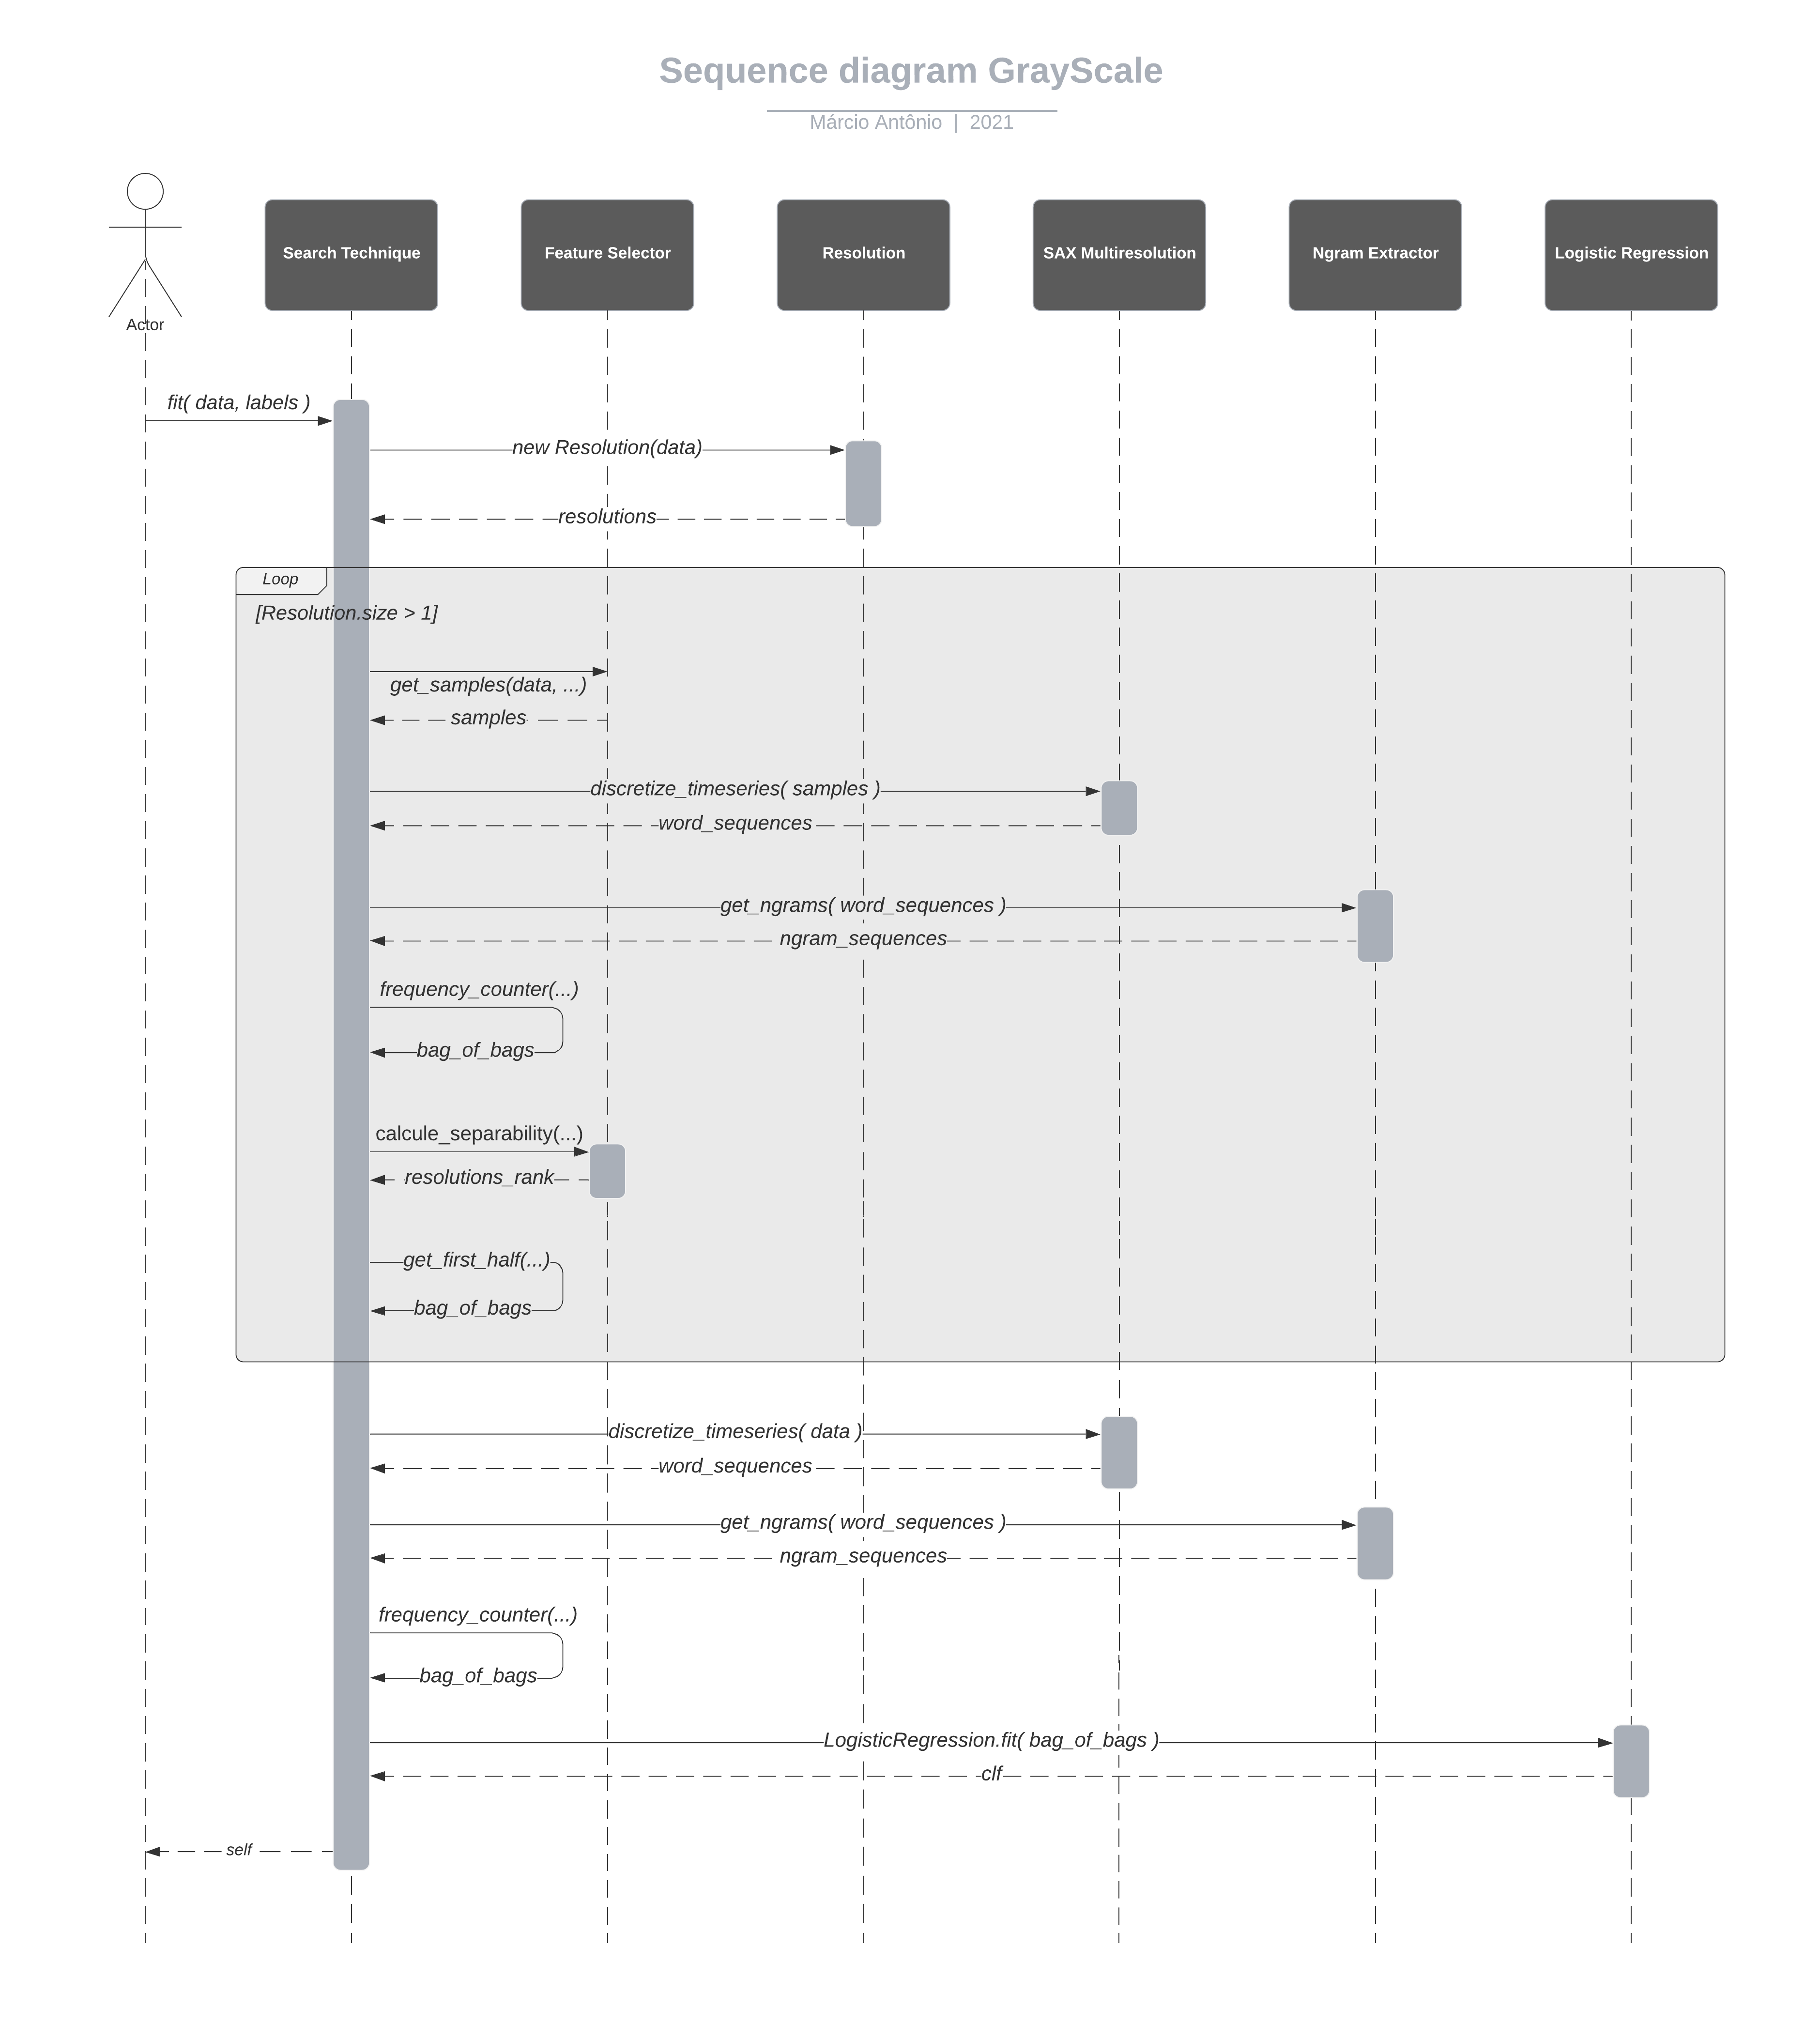 Sequence diagram GrayScale
Márcio Antônio | 2021
Actor
Search Technique
Feature Selector
Resolution
SAX Multiresolution
Ngram Extractor
Logistic Regression
fit( data, labels )
new Resolution(data)
resolutions
Loop
[Resolution.size > 1]
get_samples(data, ...)
samples
discretize_timeseries( samples )
word_sequences
get_ngrams( word_sequences )
ngram_sequences
frequency_counter(...)
bag_of_bags
calcule_separability(...)
resolutions_rank
get_first_half(...)
bag_of_bags
discretize_timeseries( data )
word_sequences
get_ngrams( word_sequences )
ngram_sequences
frequency_counter(...)
bag_of_bags
LogisticRegression.fit( bag_of_bags )
clf
self